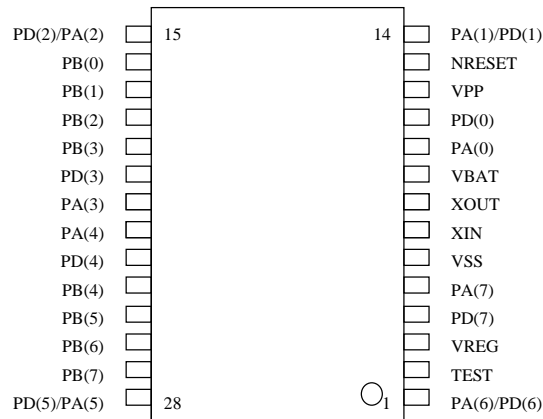 PD(2)/PA(2) 15 14 PA(1)/PD(1)
PB(0) NRESET
PB(1) VPP
PB(2) PD(0)
PB(3) PA(0)
PD(3) VBAT
PA(3) XOUT
PA(4) XIN
PD(4) VSS
PB(4) PA(7)
PB(5) PD(7)
PB(6) VREG
PB(7) TEST
PD(5)/PA(5) 28 1 PA(6)/PD(6)